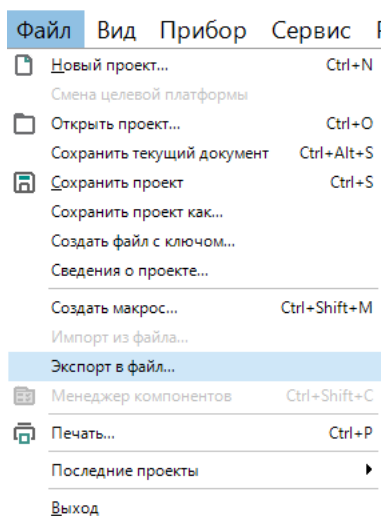 Файл Вид Прибор Сервис
Новый проект... Ctrl+N
Смена целевой платформы
Открыть проект... Ctrl+O
Сохранить текущий документ Ctrl+Alt+S
Сохранить проект Ctrl+S
Сохранить проект как...
Создать файл с ключом...
Сведения о проекте...
Создать макрос... Ctrl+Shift+M
Импорт из файла...
Экспорт в файл...
Менеджер компонентов Ctrl+Shift+C
Печать... Ctrl+P
Последние проекты
Выход